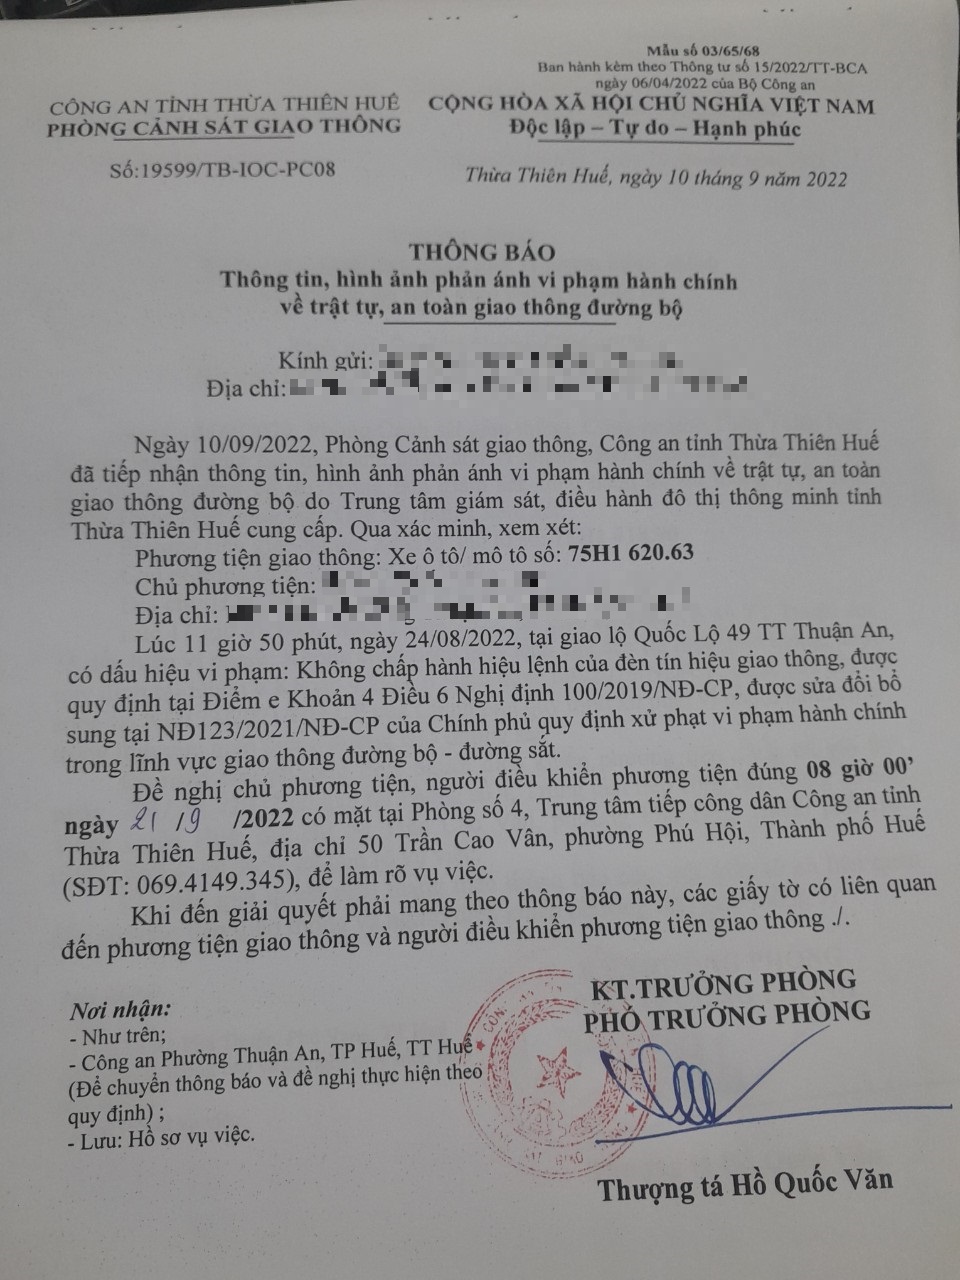 Mẫu số 03/65/68
Ban hành kèm theo Thông tư số 15/2022/TT-BCA
ngày 06/04/2022 của Bộ Công an
CÔNG AN TỈNH THỪA THIÊN HUẾ
PHÒNG CẢNH SÁT GIAO THÔNG
CỘNG HÒA XÃ HỘI CHỦ NGHĨA VIỆT NAM
Độc lập – Tự do – Hạnh phúc
Số:19599/TB-IOC-PC08
Thừa Thiên Huế, ngày 10 tháng 9 năm 2022
THÔNG BÁO
Thông tin, hình ảnh phản ánh vi phạm hành chính
về trật tự, an toàn giao thông đường bộ
Kính gửi:
Địa chỉ:
Ngày 10/09/2022, Phòng Cảnh sát giao thông, Công an tỉnh Thừa Thiên Huế
đã tiếp nhận thông tin, hình ảnh phản ánh vi phạm hành chính về trật tự, an toàn
giao thông đường bộ do Trung tâm giám sát, điều hành đô thị thông minh tỉnh
Thừa Thiên Huế cung cấp. Qua xác minh, xem xét:
Phương tiện giao thông: Xe ô tô/ mô tô số: 75H1 620.63
Chủ phương tiện:
Địa chỉ:
Lúc 11 giờ 50 phút, ngày 24/08/2022, tại giao lộ Quốc Lộ 49 TT Thuận An,
có dấu hiệu vi phạm: Không chấp hành hiệu lệnh của đèn tín hiệu giao thông, được
quy định tại Điểm e Khoản 4 Điều 6 Nghị định 100/2019/NĐ-CP, được sửa đổi bổ
sung tại NĐ123/2021/NĐ-CP của Chính phủ quy định xử phạt vi phạm hành chính
trong lĩnh vực giao thông đường bộ - đường sắt.
Đề nghị chủ phương tiện, người điều khiển phương tiện đúng 08 giờ 00’
ngày 21 /9 /2022 có mặt tại Phòng số 4, Trung tâm tiếp công dân Công an tỉnh
Thừa Thiên Huế, địa chỉ 50 Trần Cao Vân, phường Phú Hội, Thành phố Huế
(SĐT: 069.4149.345), để làm rõ vụ việc.
Khi đến giải quyết phải mang theo thông báo này, các giấy tờ có liên quan
đến phương tiện giao thông và người điều khiển phương tiện giao thông ./.
Nơi nhận:
- Như trên;
- Công an Phường Thuận An, TP Huế, TT Huế
(Để chuyển thông báo và đề nghị thực hiện theo
quy định) ;
- Lưu: Hồ sơ vụ việc.
KT.TRƯỞNG PHÒNG
PHÓ TRƯỞNG PHÒNG
Thượng tá Hồ Quốc Văn